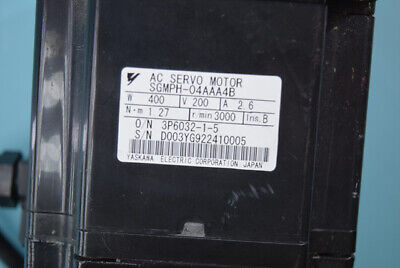 AC SERVO MOTOR
SGMPH-04AAA4B
W 400 V 200 A 2.6
N·m 1.27 r/min 3000 Ins. B
O/N 3P6032-1-5
S/N D003YG922410005
YASKAWA ELECTRIC CORPORATION JAPAN